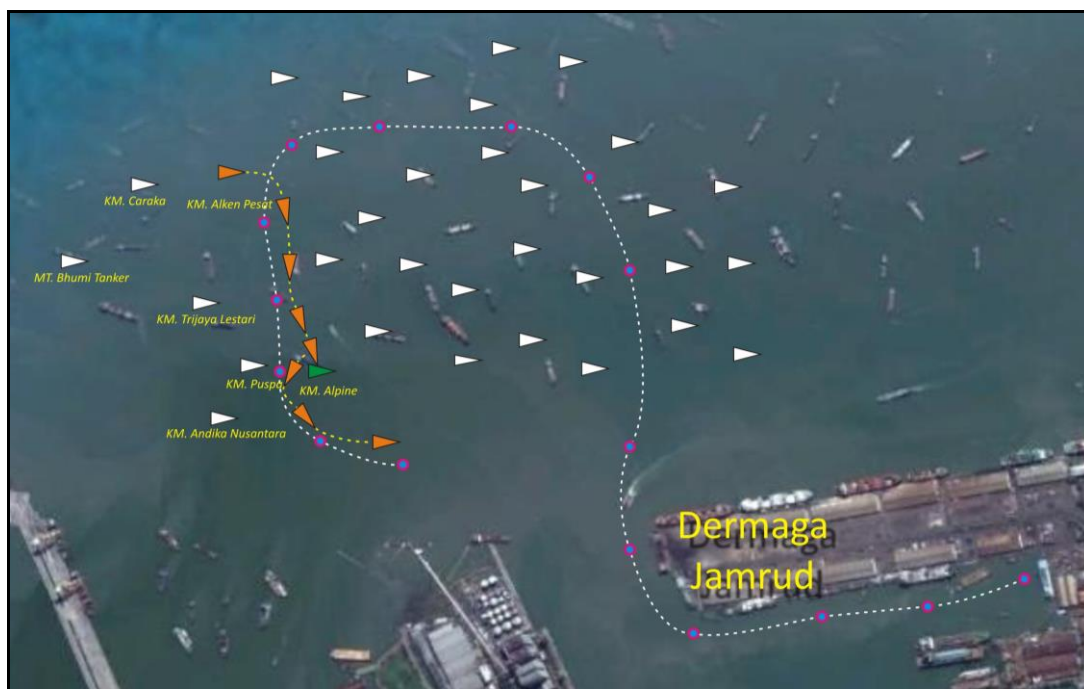 KM. Caraka
KM. Alken Pesat
MT. Bhumi Tanker
KM. Trijaya Lestari
KM. Puspa
KM. Alpine
KM. Andika Nusantara
Dermaga
Jamrud